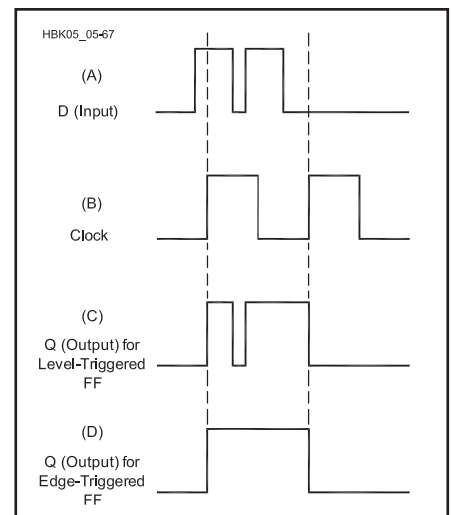 HBK05_05-67
(A)
D (Input)
(B)
Clock
(C)
Q (Output) for
Level-Triggered
FF
(D)
Q (Output) for
Edge-Triggered
FF